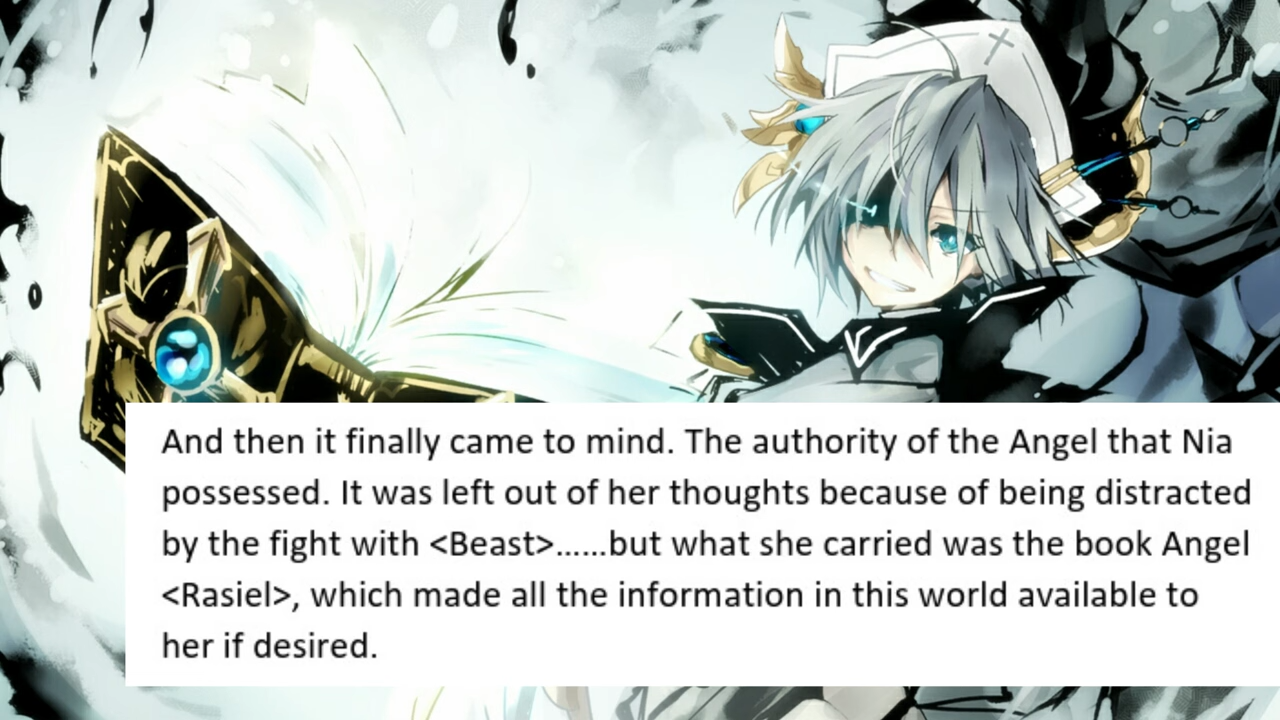 And then it finally came to mind. The authority of the Angel that Nia
possessed. It was left out of her thoughts because of being distracted
by the fight with <Beast>......but what she carried was the book Angel
<Rasiel>, which made all the information in this world available to
her if desired.